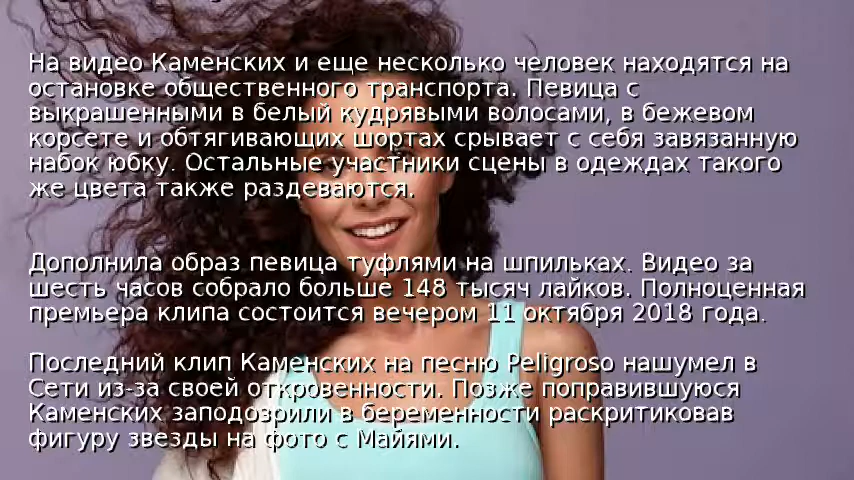 На видео Каменских и еще несколько человек находятся на
остановке общественного транспорта. Певица с
выкрашенными в белый кудрявыми волосами, в бежевом
корсете и обтягивающих шортах срывает с себя завязанную
набок юбку. Остальные участники сцены в одеждах такого
же цвета также раздеваются.
Дополнила образ певица туфлями на шпильках. Видео за
шесть часов собрало больше 148 тысяч лайков. Полноценная
премьера клипа состоится вечером 11 октября 2018 года.
Последний клип Каменских на песню Peligroso нашумел в
Сети из-за своей откровенности. Позже поправившуюся
Каменских заподозрили в беременности раскритиковав
фигуру звезды на фото с Майями.